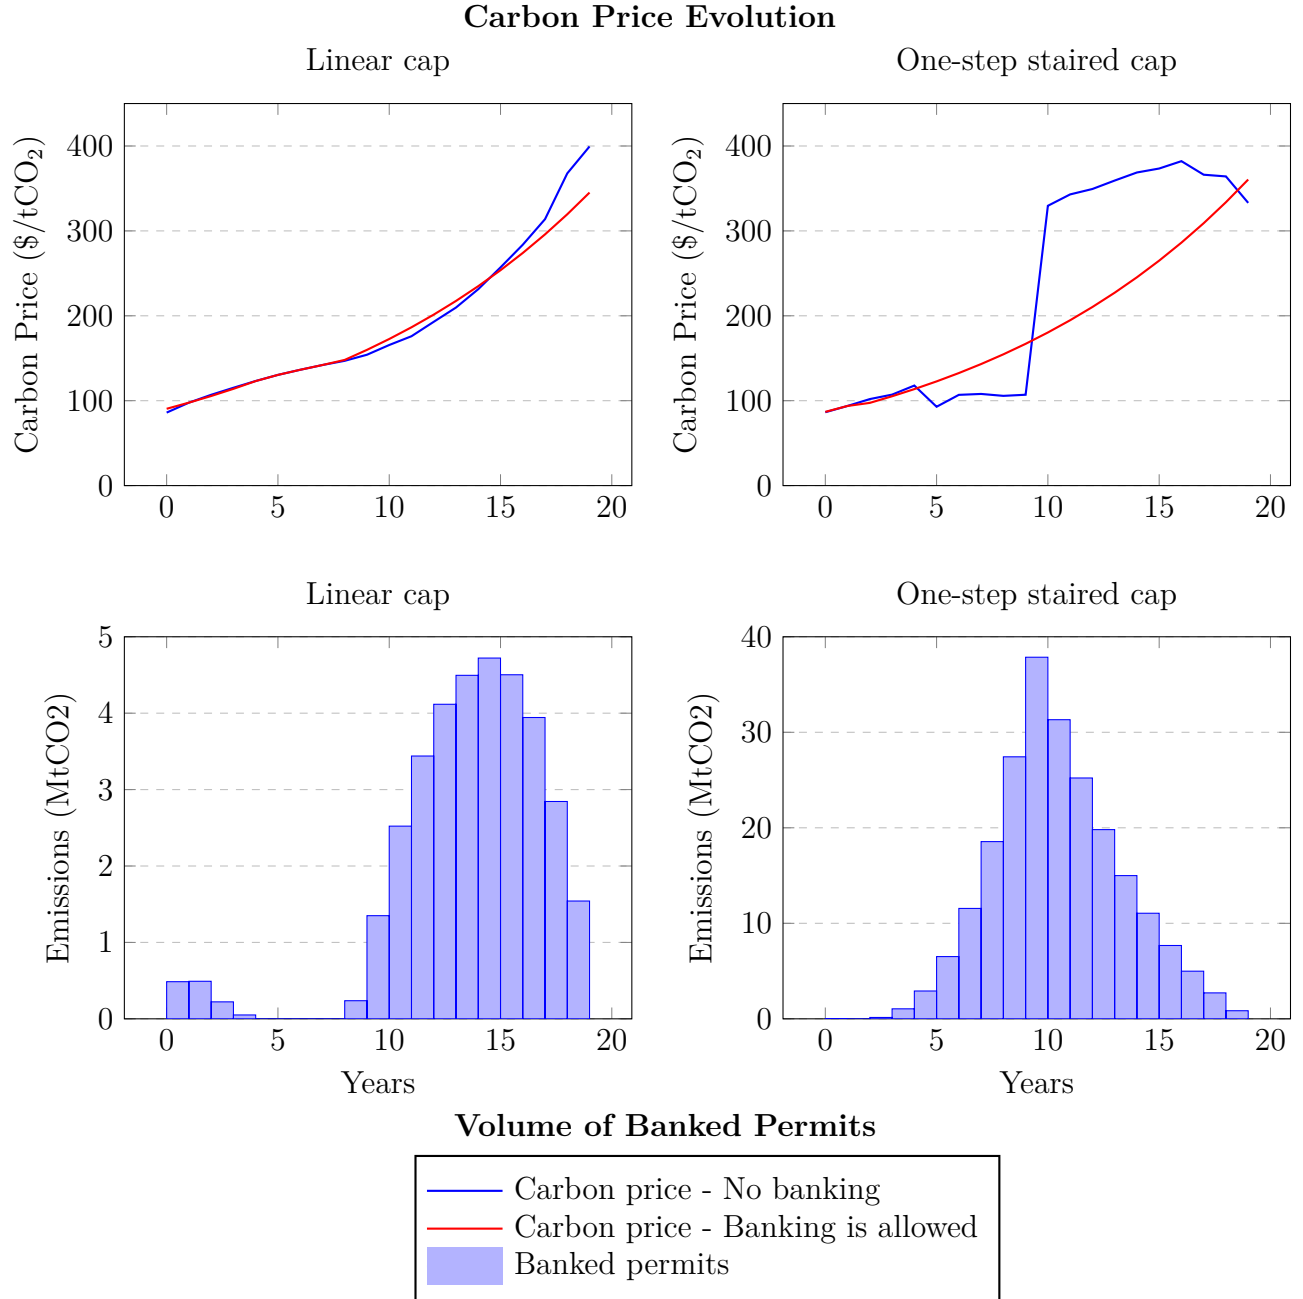 Carbon Price Evolution
Linear cap
One-step staired cap
Carbon Price ($/tCO₂)
400
300
200
100
0
0 5 10 15 20
Carbon Price ($/tCO₂)
400
300
200
100
0
0 5 10 15 20
Linear cap
One-step staired cap
Emissions (MtCO2)
5
4
3
2
1
0
0 5 10 15 20
Years
Emissions (MtCO2)
40
30
20
10
0
0 5 10 15 20
Years
Volume of Banked Permits
Carbon price - No banking
Carbon price - Banking is allowed
Banked permits